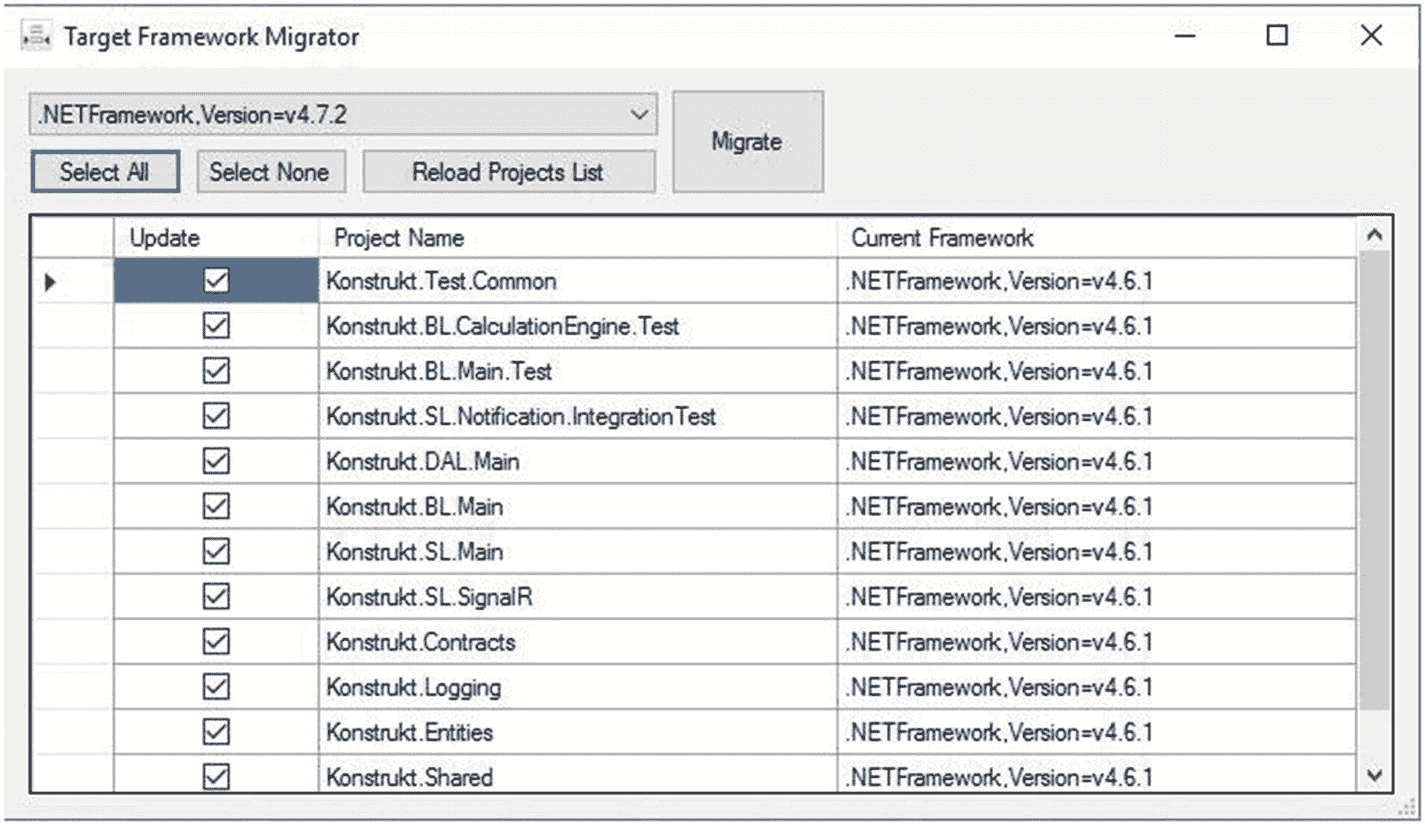 Target Framework Migrator
.NETFramework,Version=v4.7.2
Migrate
Select All Select None Reload Projects List
Update Project Name Current Framework
Konstrukt.Test.Common .NETFramework,Version=v4.6.1
Konstrukt.BL.CalculationEngine.Test .NETFramework,Version=v4.6.1
Konstrukt.BL.Main.Test .NETFramework,Version=v4.6.1
Konstrukt.SL.Notification.IntegrationTest .NETFramework,Version=v4.6.1
Konstrukt.DAL.Main .NETFramework,Version=v4.6.1
Konstrukt.BL.Main .NETFramework,Version=v4.6.1
Konstrukt.SL.Main .NETFramework,Version=v4.6.1
Konstrukt.SL.SignalR .NETFramework,Version=v4.6.1
Konstrukt.Contracts .NETFramework,Version=v4.6.1
Konstrukt.Logging .NETFramework,Version=v4.6.1
Konstrukt.Entities .NETFramework,Version=v4.6.1
Konstrukt.Shared .NETFramework,Version=v4.6.1